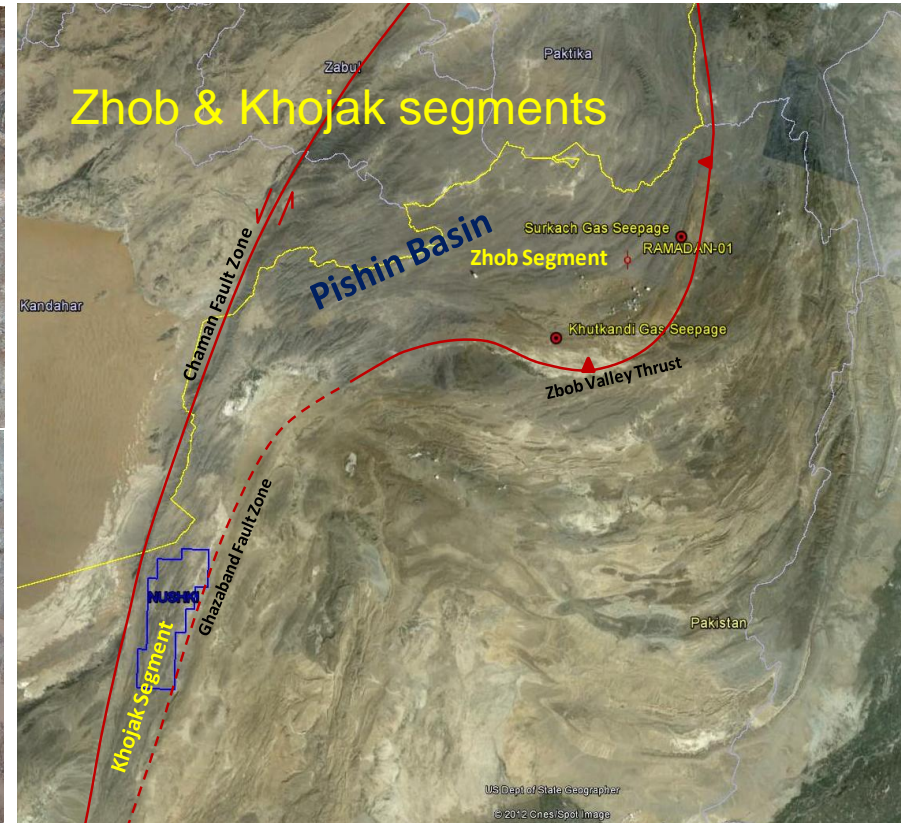 Zabul
Paktika
Zhob & Khojak segments
Surkach Gas Seepage
RAMADAN-01
Pishin Basin
Zhob Segment
Kandahar
Chaman Fault Zone
Khutkandi Gas Seepage
Zbob Valley Thrust
Ghazaband Fault Zone
NUSHKI
Khojak Segment
Pakistan
US Dept of State Geographer
© 2012 Cnes/Spot Image